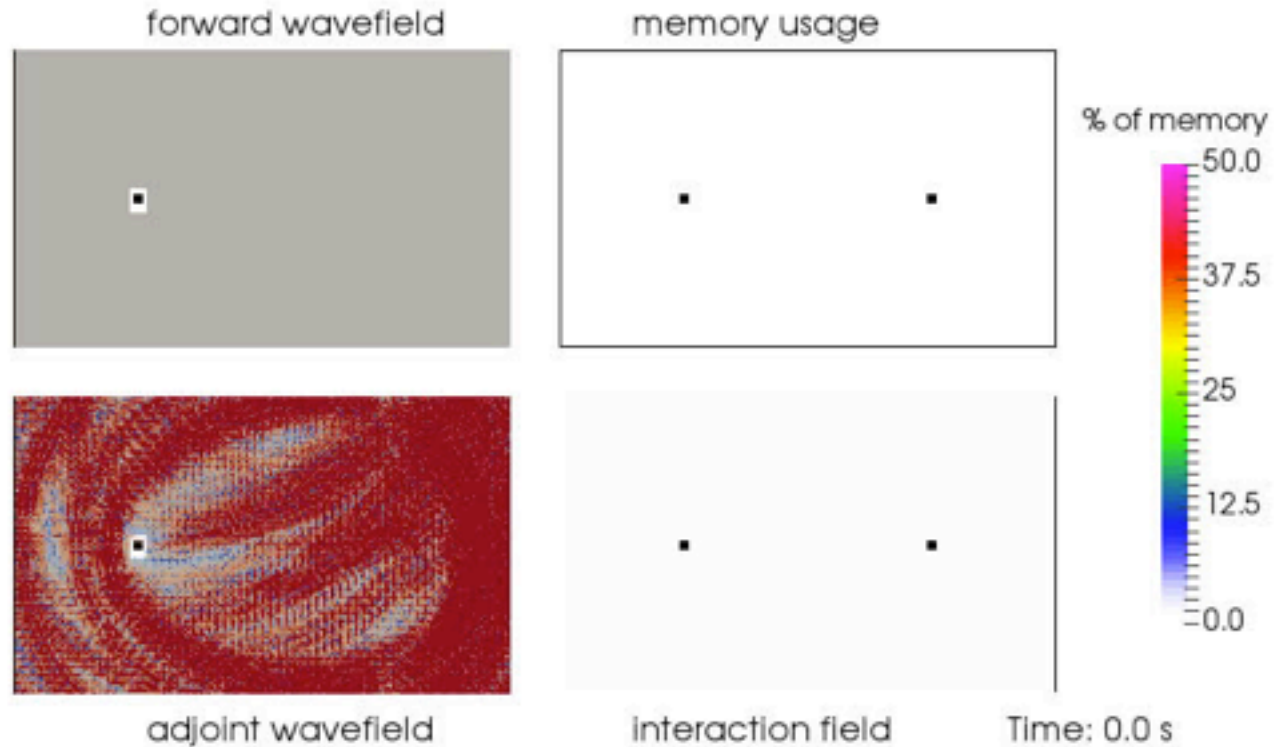 forward wavefield
memory usage
% of memory
50.0
37.5
25
12.5
0.0
adjoint wavefield
interaction field
Time: 0.0 s